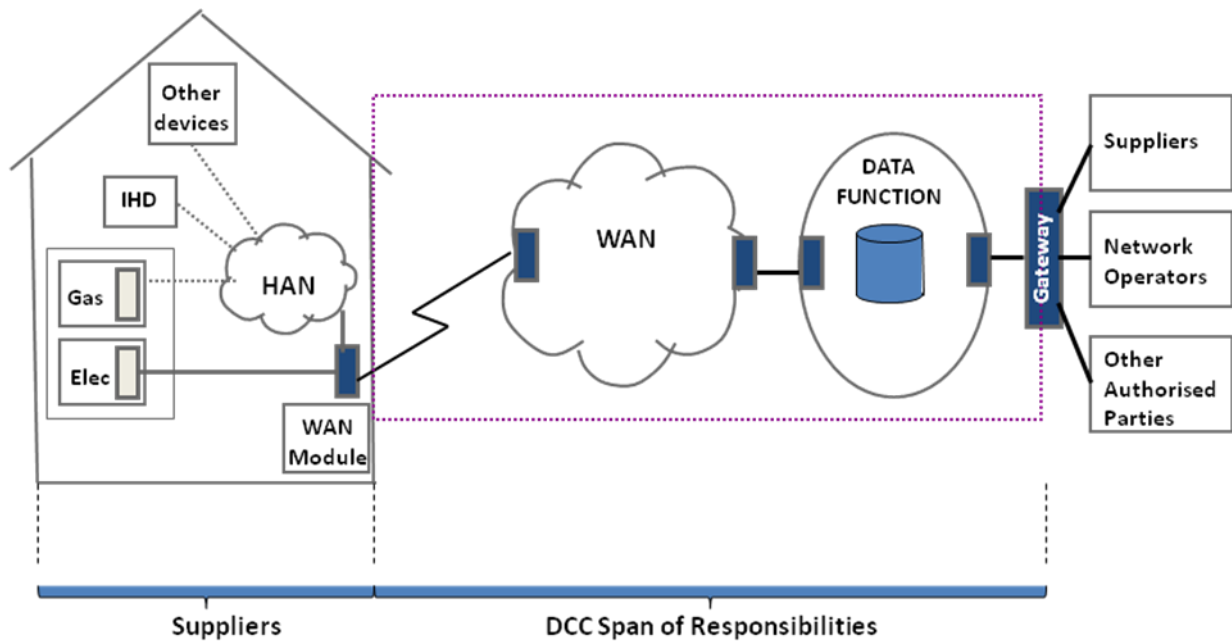 Other
devices
IHD
Gas
Elec
HAN
WAN
Module
WAN
DATA
FUNCTION
Gateway
Suppliers
Network
Operators
Other
Authorised
Parties
Suppliers
DCC Span of Responsibilities